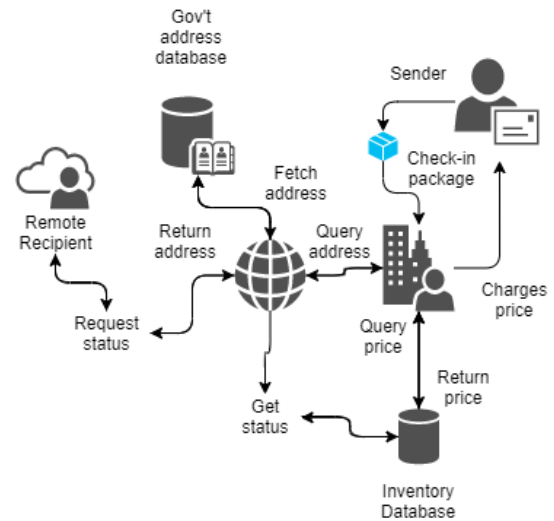 Gov't
address
database
Sender
Check-in
package
Fetch
address
Remote
Recipient
Return
address
Query
address
Charges
price
Request
status
Query
price
Return
price
Get
status
Inventory
Database